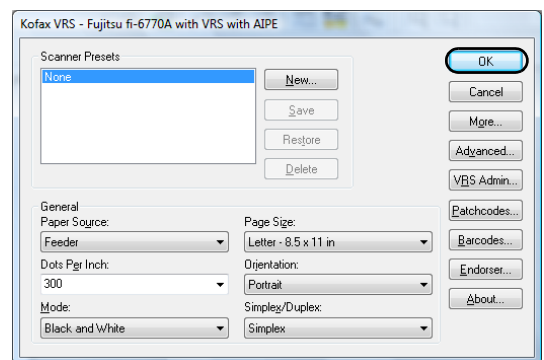 Kofax VRS - Fujitsu fi-6770A with VRS with AIPE
Scanner Presets
None
New...
Save
Restore
Delete
OK
Cancel
More...
Advanced...
VRS Admin...
Patchcodes...
Barcodes...
Endorser...
About...
General
Paper Source:
Feeder
Page Size:
Letter - 8.5 x 11 in
Dots Per Inch:
300
Orientation:
Portrait
Mode:
Black and White
Simplex/Duplex:
Simplex